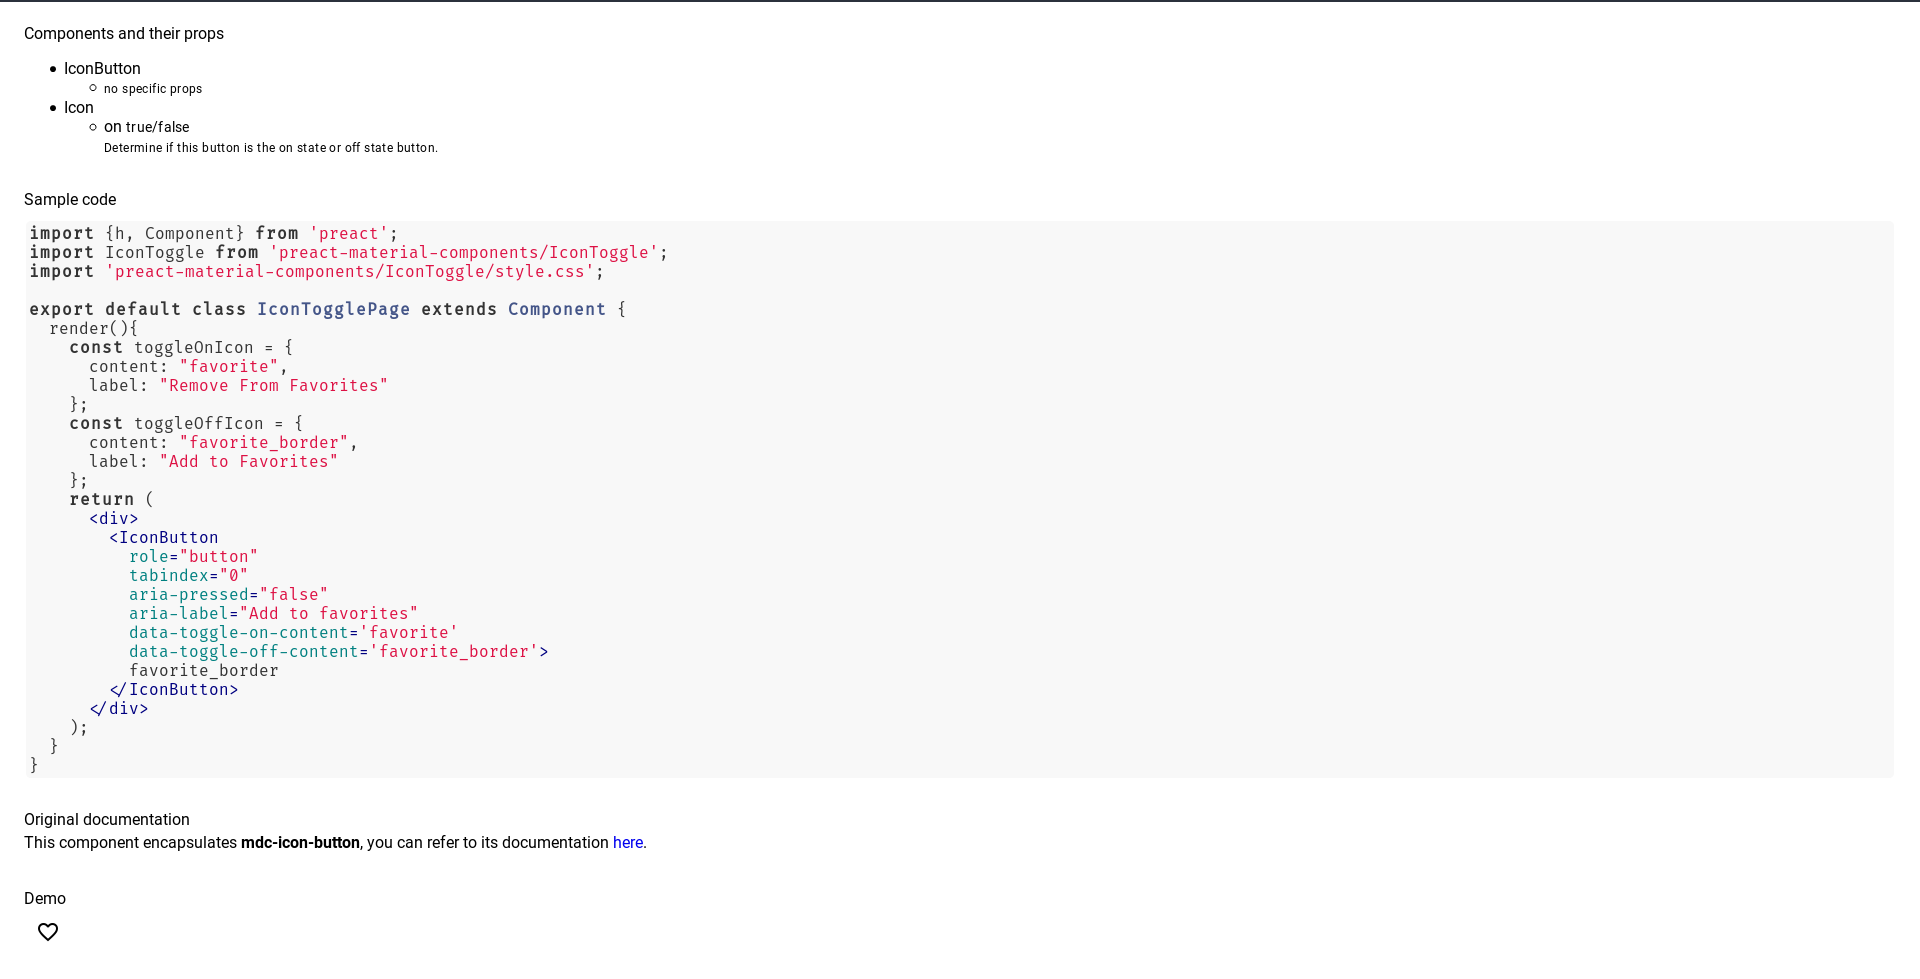 Components and their props
IconButton
no specific props
Icon
on true/false
Determine if this button is the on state or off state button.
Sample code
import {h, Component} from 'preact';
import IconToggle from 'preact-material-components/IconToggle';
import 'preact-material-components/IconToggle/style.css';
export default class IconTogglePage extends Component {
render(){
const toggleOnIcon = {
content: "favorite",
label: "Remove From Favorites"
};
const toggleOffIcon = {
content: "favorite_border",
label: "Add to Favorites"
};
return (
<div>
<IconButton
role="button"
tabindex="0"
aria-pressed="false"
aria-label="Add to favorites"
data-toggle-on-content='favorite'
data-toggle-off-content='favorite_border'>
favorite_border
</IconButton>
</div>
);
}
}
Original documentation
This component encapsulates mdc-icon-button, you can refer to its documentation here.
Demo